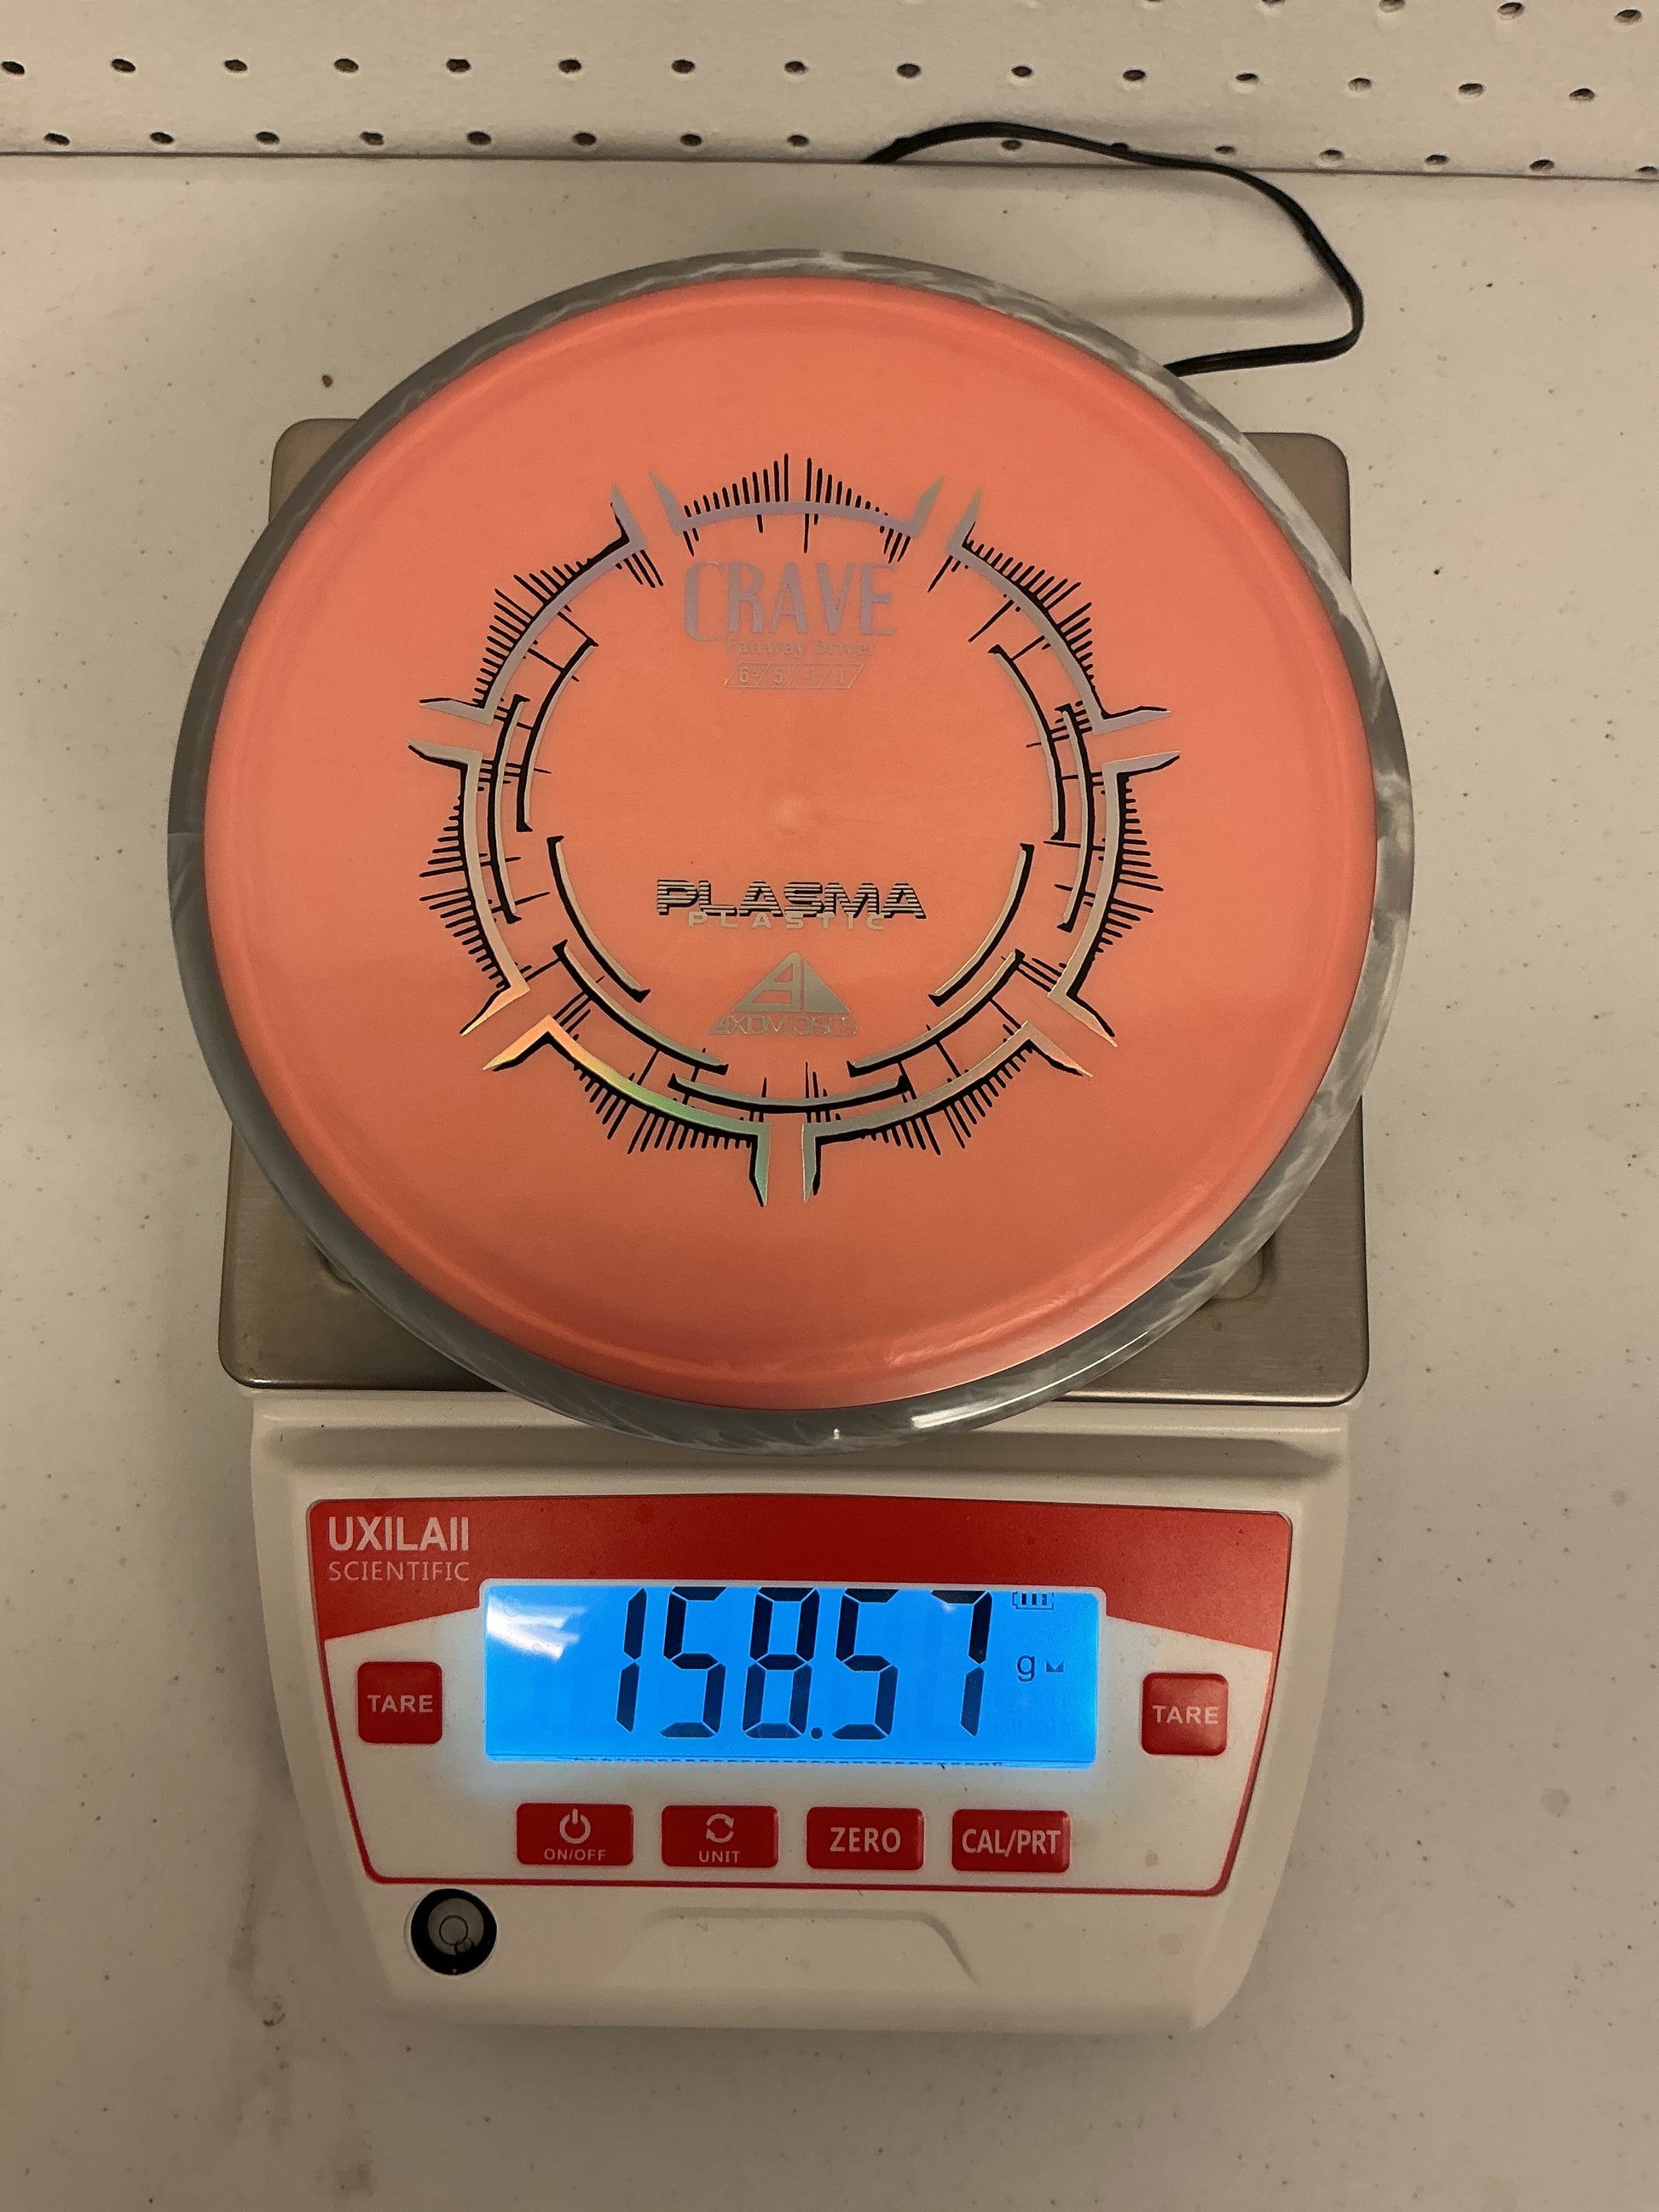 CRAVE
Fairway Driver
6.5/5/-1/1
PLASMA
PLASTIC
AXIOM DISCS
UXILAII
SCIENTIFIC
158.57 g
TARE
TARE
ON/OFF
UNIT
ZERO
CAL/PRT